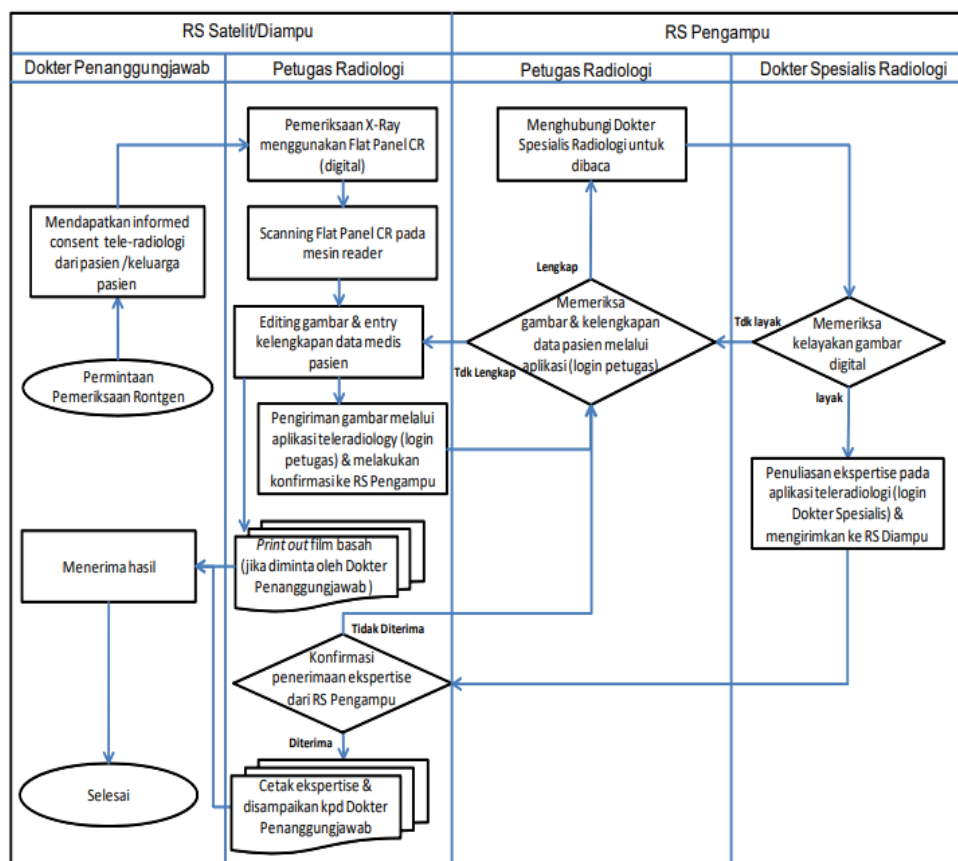 RS Satelit/Diampu
RS Pengampu
Dokter Penanggungjawab
Petugas Radiologi
Petugas Radiologi
Dokter Spesialis Radiologi
Pemeriksaan X-Ray
menggunakan Flat Panel CR
(digital)
Menghubungi Dokter
Spesialis Radiologi untuk
dibaca
Mendapatkan informed
consent tele-radiologi
dari pasien /keluarga
pasien
Scanning Flat Panel CR pada
mesin reader
Lengkap
Editing gambar & entry
kelengkapan data medis
pasien
Memeriksa
gambar & kelengkapan
data pasien melalui
aplikasi (login petugas)
Tdk Lengkap
Tdk layak
Memeriksa
kelayakan gambar
digital
layak
Permintaan
Pemeriksaan Rontgen
Pengiriman gambar melalui
aplikasi teleradiology (login
petugas) & melakukan
konfirmasi ke RS Pengampu
Penuliasan ekspertise pada
aplikasi teleradiologi (login
Dokter Spesialis) &
mengirimkan ke RS Diampu
Menerima hasil
Print out film basah
(jika diminta oleh Dokter
Penanggungjawab )
Tidak Diterima
Konfirmasi
penerimaan ekspertise
dari RS Pengampu
Diterima
Selesai
Cetak ekspertise &
disampaikan kpd Dokter
Penanggungjawab